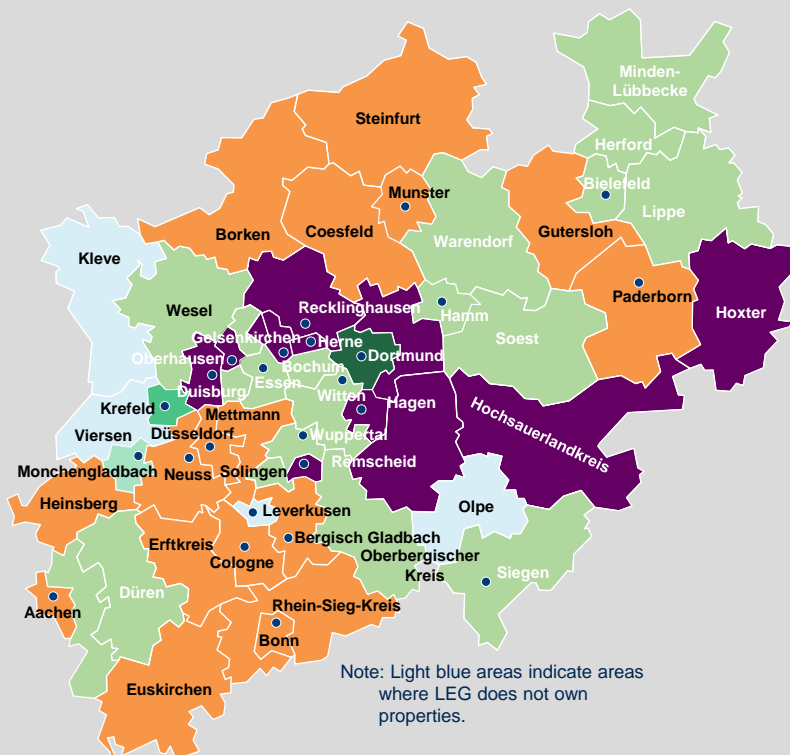 Minden-
Lübbecke
Steinfurt
Herford
Bielefeld
Munster
Lippe
Borken
Coesfeld
Warendorf
Gutersloh
Kleve
Paderborn
Wesel
Recklinghausen
Hoxter
Hamm
Gelsenkirchen
Herne
Soest
Oberhausen
Dortmund
Bochum
Essen
Duisburg
Witten
Hagen
Krefeld
Mettmann
Hochsauerlandkreis
Viersen
Düsseldorf
Wuppertal
Monchengladbach
Neuss
Solingen
Remscheid
Heinsberg
Olpe
Leverkusen
Erftkreis
Bergisch Gladbach
Cologne
Oberbergischer
Kreis
Siegen
Düren
Aachen
Rhein-Sieg-Kreis
Bonn
Euskirchen
Note: Light blue areas indicate areas
where LEG does not own
properties.